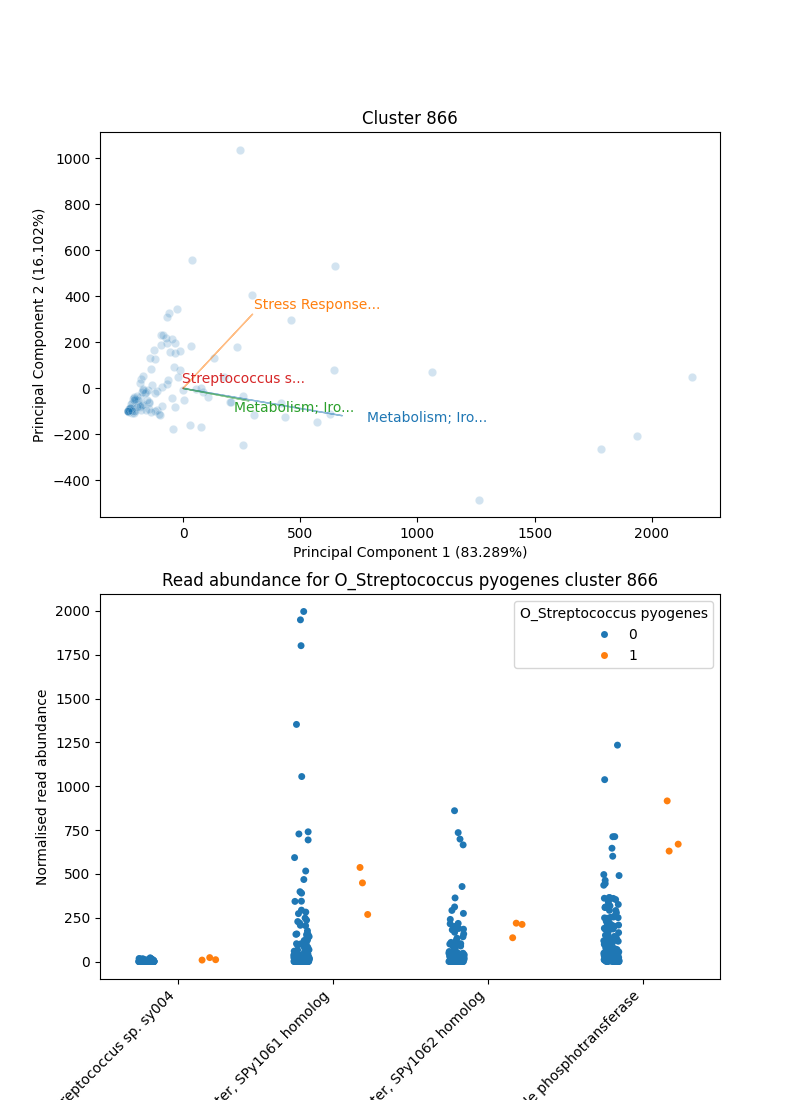 Cluster 866
1000
800
600
400
200
0
−200
−400
Principal Component 2 (16.102%)
Stress Response...
Streptococcus s...
Metabolism; Iro...
Metabolism; Iro...
0
500
1000
1500
2000
Principal Component 1 (83.289%)
Read abundance for O_Streptococcus pyogenes cluster 866
2000
1750
1500
1250
1000
750
500
250
0
Normalised read abundance
O_Streptococcus pyogenes
0
1
reptococcus sp. sy004
ter, SPy1061 homolog
ter, SPy1062 homolog
le phosphotransferase